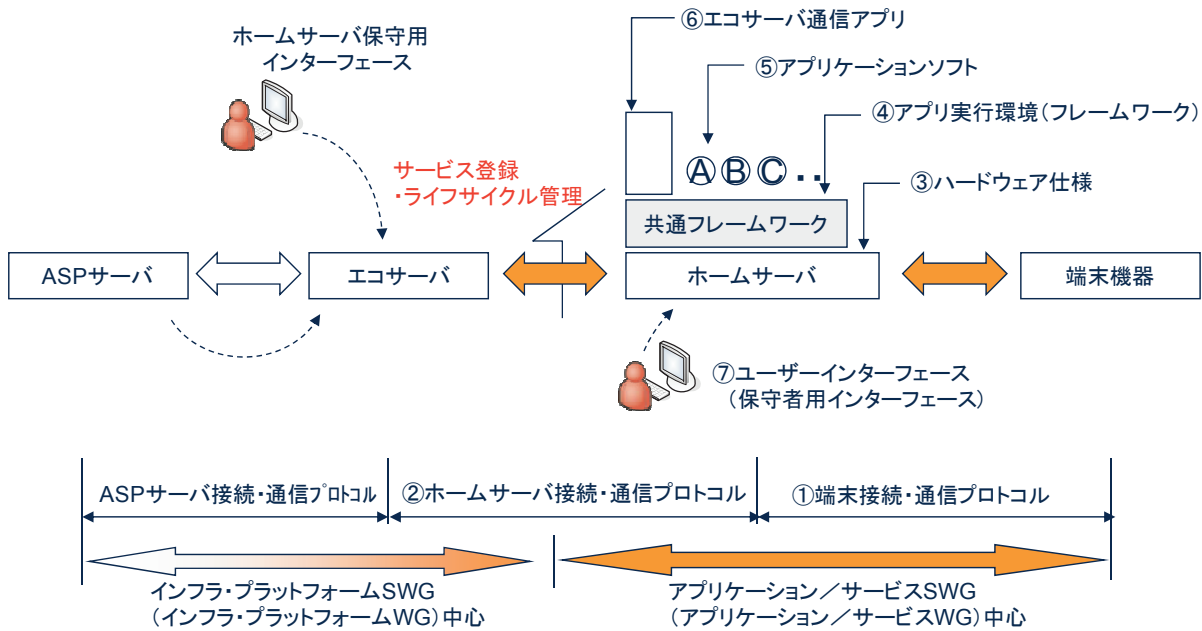 ⑥エコサーバ通信アプリ
ホームサーバ保守用
インターフェース
⑤アプリケーションソフト
④アプリ実行環境(フレームワーク)
サービス登録
・ライフサイクル管理
ⒶⒷⒸ・・
③ハードウェア仕様
共通フレームワーク
ASPサーバ
エコサーバ
ホームサーバ
端末機器
⑦ユーザーインターフェース
(保守者用インターフェース)
ASPサーバ接続・通信プロトコル
②ホームサーバ接続・通信プロトコル
①端末接続・通信プロトコル
インフラ・プラットフォームSWG
(インフラ・プラットフォームWG)中心
アプリケーション/サービスSWG
(アプリケーション/サービスWG)中心